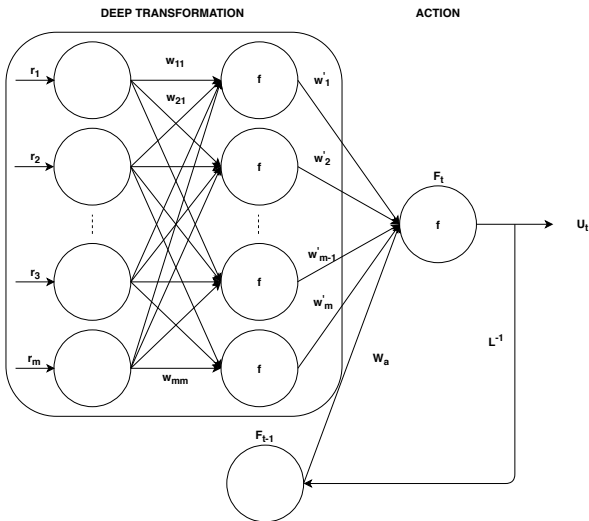 DEEP TRANSFORMATION
ACTION
r1
w11
f
w'1
w21
r2
f
w'2
Ft
f
Ut
r3
f
w'm-1
w'm
L-1
rm
wmm
f
Wa
Ft-1